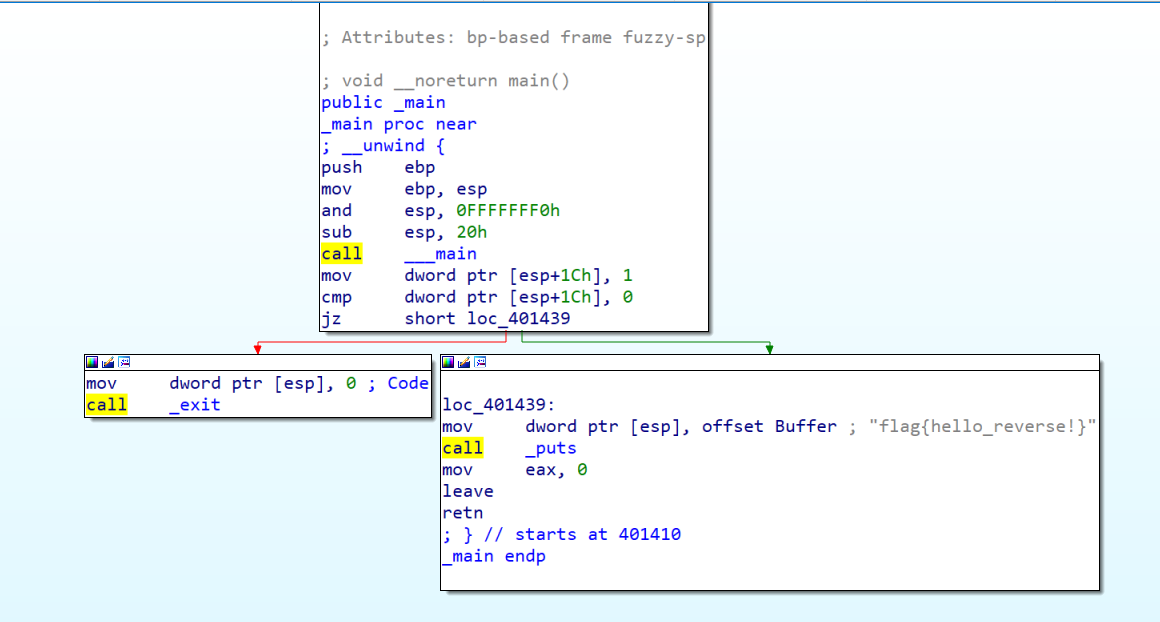 ; Attributes: bp-based frame fuzzy-sp
; void __noreturn main()
public _main
_main proc near
; __unwind {
push ebp
mov ebp, esp
and esp, 0FFFFFFF0h
sub esp, 20h
call ___main
mov dword ptr [esp+1Ch], 1
cmp dword ptr [esp+1Ch], 0
jz short loc_401439
mov dword ptr [esp], 0 ; Code
call _exit
loc_401439:
mov dword ptr [esp], offset Buffer ; "flag{hello_reverse!}"
call _puts
mov eax, 0
leave
retn
; } // starts at 401410
_main endp